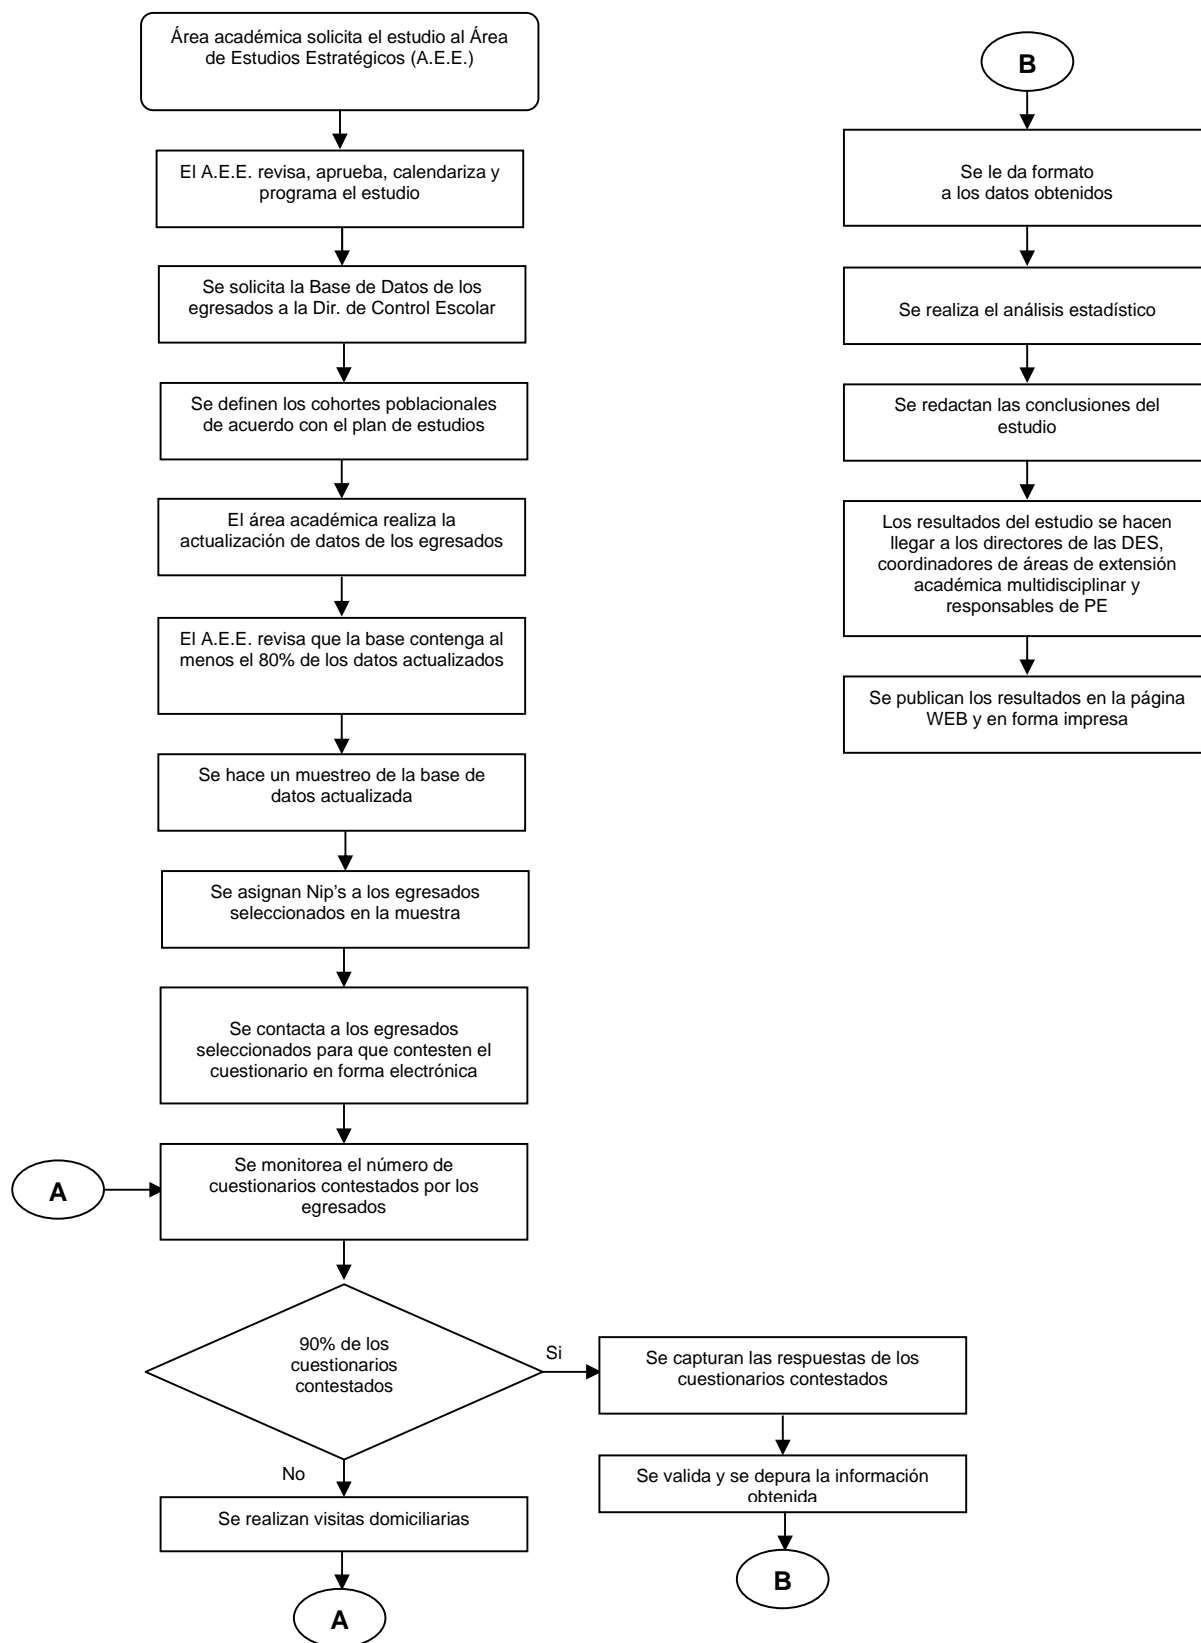 Área académica solicita el estudio al Área
de Estudios Estratégicos (A.E.E.)
El A.E.E. revisa, aprueba, calendariza y
programa el estudio
Se solicita la Base de Datos de los
egresados a la Dir. de Control Escolar
Se definen los cohortes poblacionales
de acuerdo con el plan de estudios
El área académica realiza la
actualización de datos de los egresados
El A.E.E. revisa que la base contenga al
menos el 80% de los datos actualizados
Se hace un muestreo de la base de
datos actualizada
Se asignan Nip's a los egresados
seleccionados en la muestra
Se contacta a los egresados
seleccionados para que contesten el
cuestionario en forma electrónica
A
Se monitorea el número de
cuestionarios contestados por los
egresados
90% de los
cuestionarios
contestados
Si
No
Se realizan visitas domiciliarias
A
Se capturan las respuestas de los
cuestionarios contestados
Se valida y se depura la información
obtenida
B
B
Se le da formato
a los datos obtenidos
Se realiza el análisis estadístico
Se redactan las conclusiones del
estudio
Los resultados del estudio se hacen
llegar a los directores de las DES,
coordinadores de áreas de extensión
académica multidisciplinar y
responsables de PE
Se publican los resultados en la página
WEB y en forma impresa